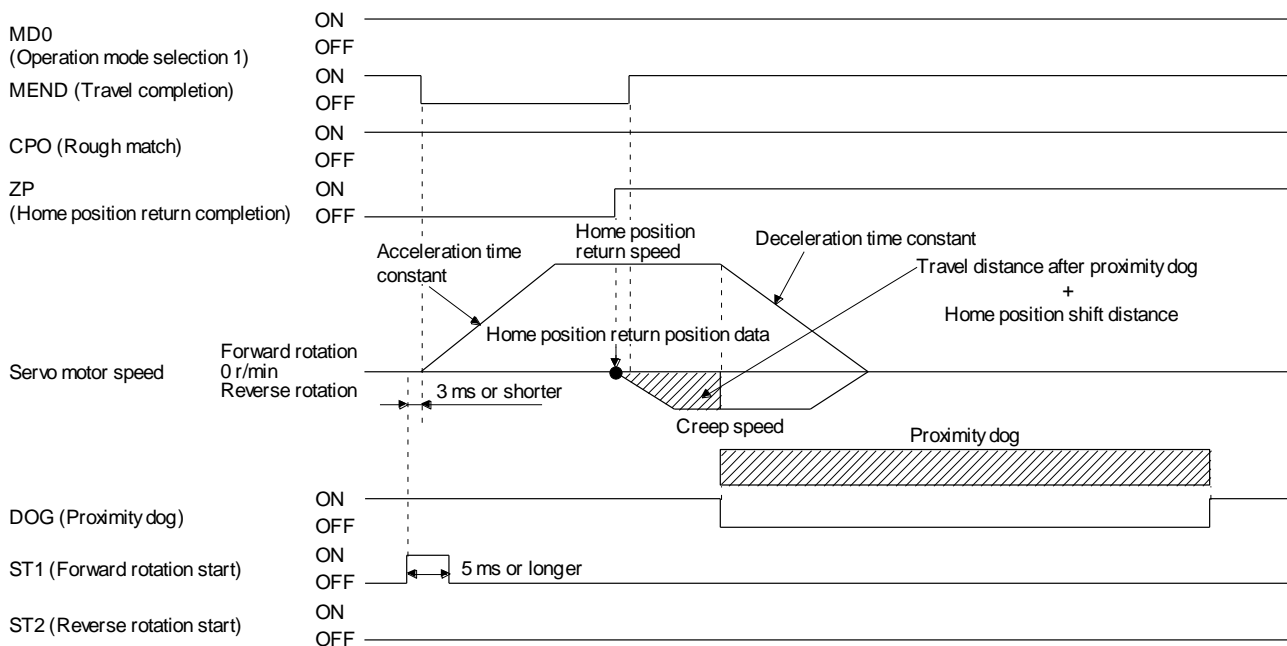 MD0
(Operation mode selection 1)
ON
OFF
MEND (Travel completion)
ON
OFF
CPO (Rough match)
ON
OFF
ZP
(Home position return completion)
ON
OFF
Acceleration time
constant
Home position
return speed
Deceleration time constant
Travel distance after proximity dog
+
Home position shift distance
Home position return position data
Servo motor speed
Forward rotation
0 r/min
Reverse rotation
3 ms or shorter
Creep speed
Proximity dog
DOG (Proximity dog)
ON
OFF
ST1 (Forward rotation start)
ON
OFF
5 ms or longer
ST2 (Reverse rotation start)
ON
OFF